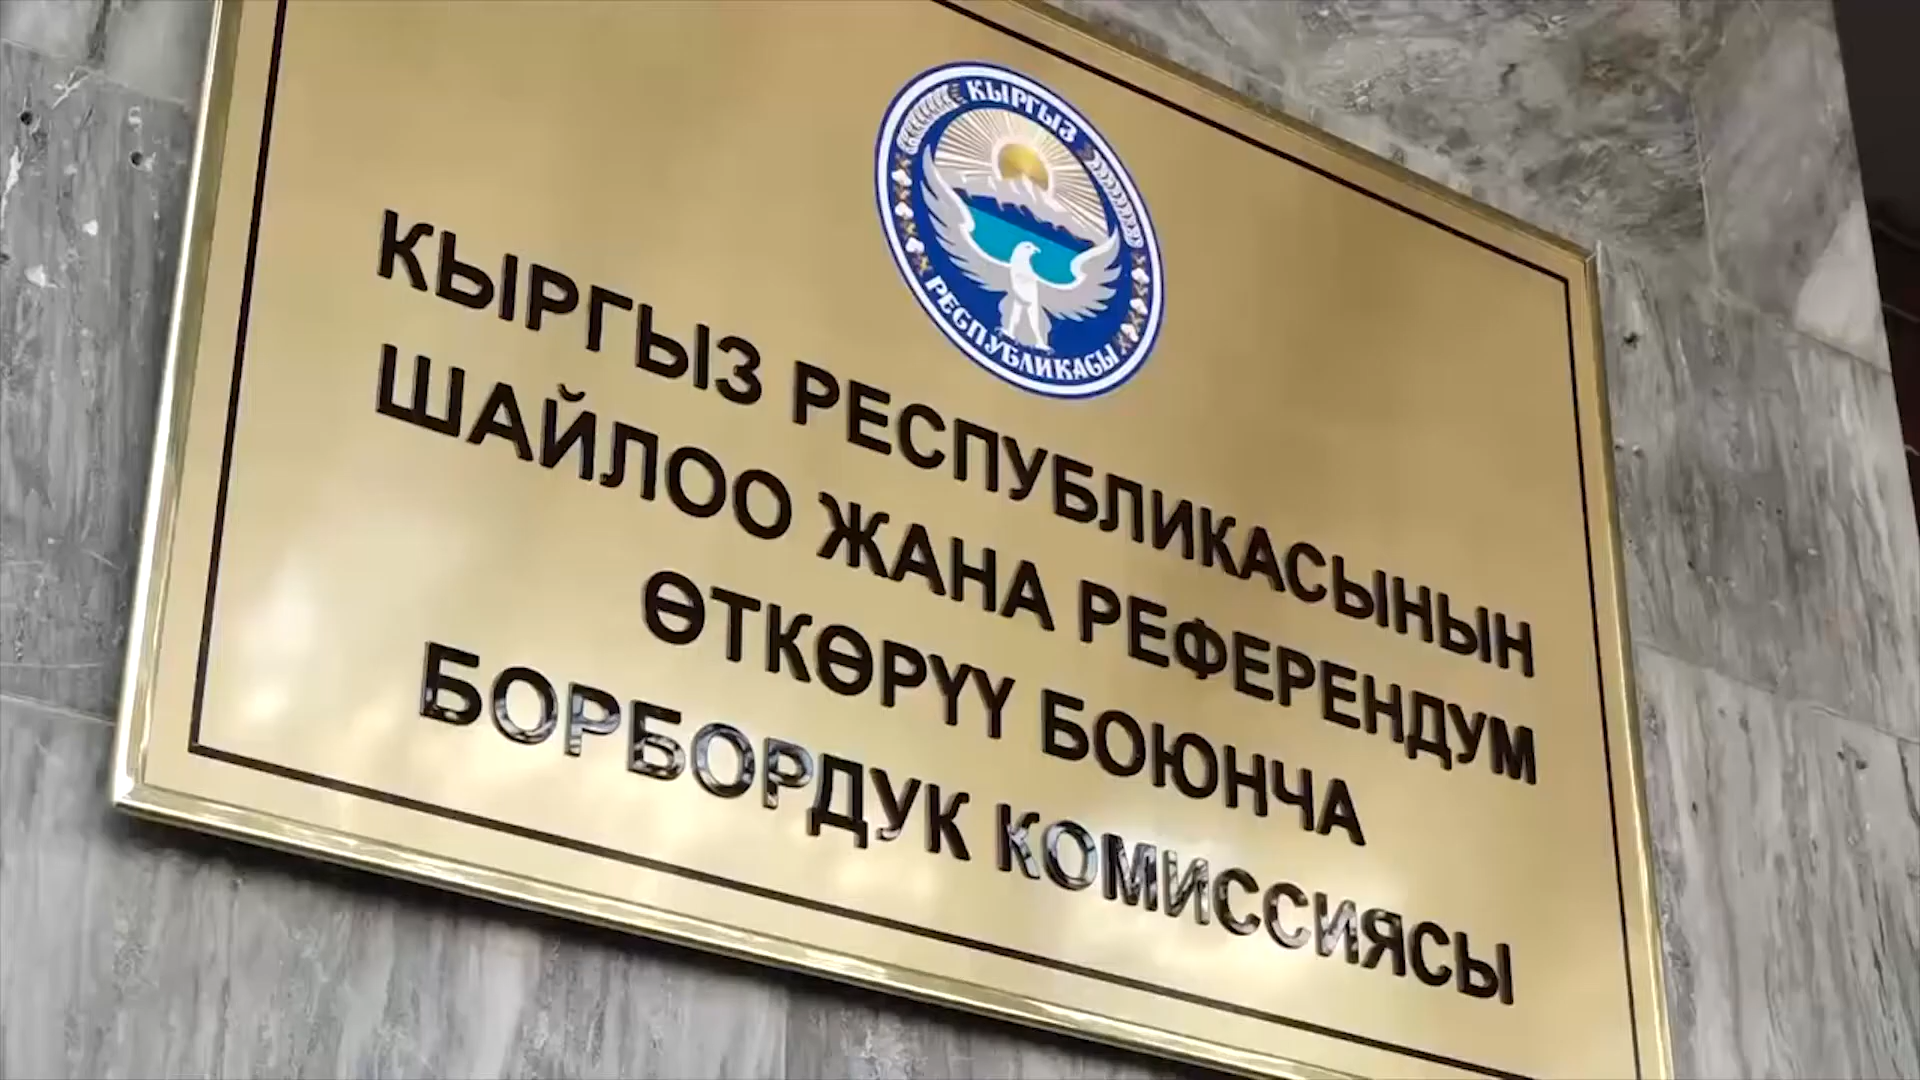 КЫРГЫЗ
РЕСПУБЛИКАСЫ
КЫРГЫЗ РЕСПУБЛИКАСЫНЫН
ШАЙЛОО ЖАНА РЕФЕРЕНДУМ
ӨТКӨРҮҮ БОЮНЧА
БОРБОРДУК КОМИССИЯСЫ